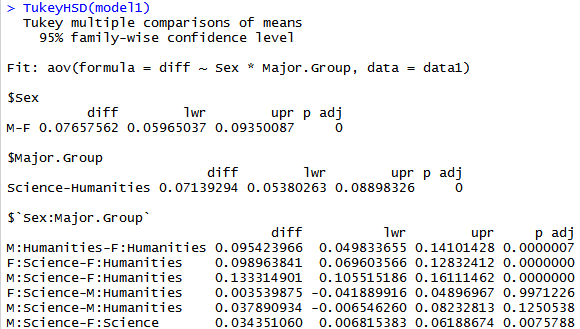 > TukeyHSD(model1)
  Tukey multiple comparisons of means
    95% family-wise confidence level

Fit: aov(formula = diff ~ Sex * Major.Group, data = data1)

$Sex
          diff        lwr        upr p adj
M-F 0.07657562 0.05965037 0.09350087     0

$Major.Group
                         diff        lwr        upr p adj
Science-Humanities 0.07139294 0.05380263 0.08898326     0

$`Sex:Major.Group`
                                 diff          lwr        upr     p adj
M:Humanities-F:Humanities 0.095423966  0.049833655 0.14101428 0.0000007
F:Science-F:Humanities    0.098963841  0.069603566 0.12832412 0.0000000
M:Science-F:Humanities    0.133314901  0.105515186 0.16111462 0.0000000
F:Science-M:Humanities    0.003539875 -0.041889916 0.04896967 0.9971226
M:Science-M:Humanities    0.037890934 -0.006546260 0.08232813 0.1250538
M:Science-F:Science       0.034351060  0.006815383 0.06188674 0.0075788